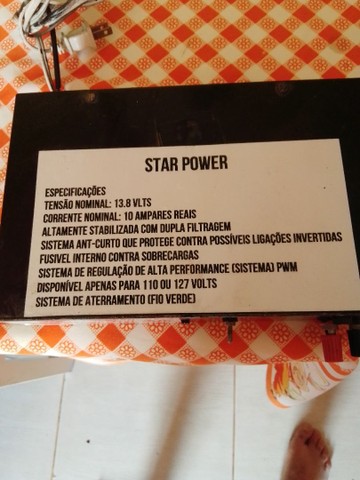 STAR POWER
ESPECIFICAÇÕES
TENSÃO NOMINAL: 13.8 VLTS
CORRENTE NOMINAL: 10 AMPARES REAIS
ALTAMENTE STABILIZADA COM DUPLA FILTRAGEM
SISTEMA ANT-CURTO QUE PROTEGE CONTRA POSSÍVEIS LIGAÇÕES INVERTIDAS
FUSIVEL INTERNO CONTRA SOBRECARGAS
SISTEMA DE REGULAÇÃO DE ALTA PERFORMANCE (SISTEMA) PWM
DISPONÍVEL APENAS PARA 110 OU 127 VOLTS
SISTEMA DE ATERRAMENTO (FIO VERDE)